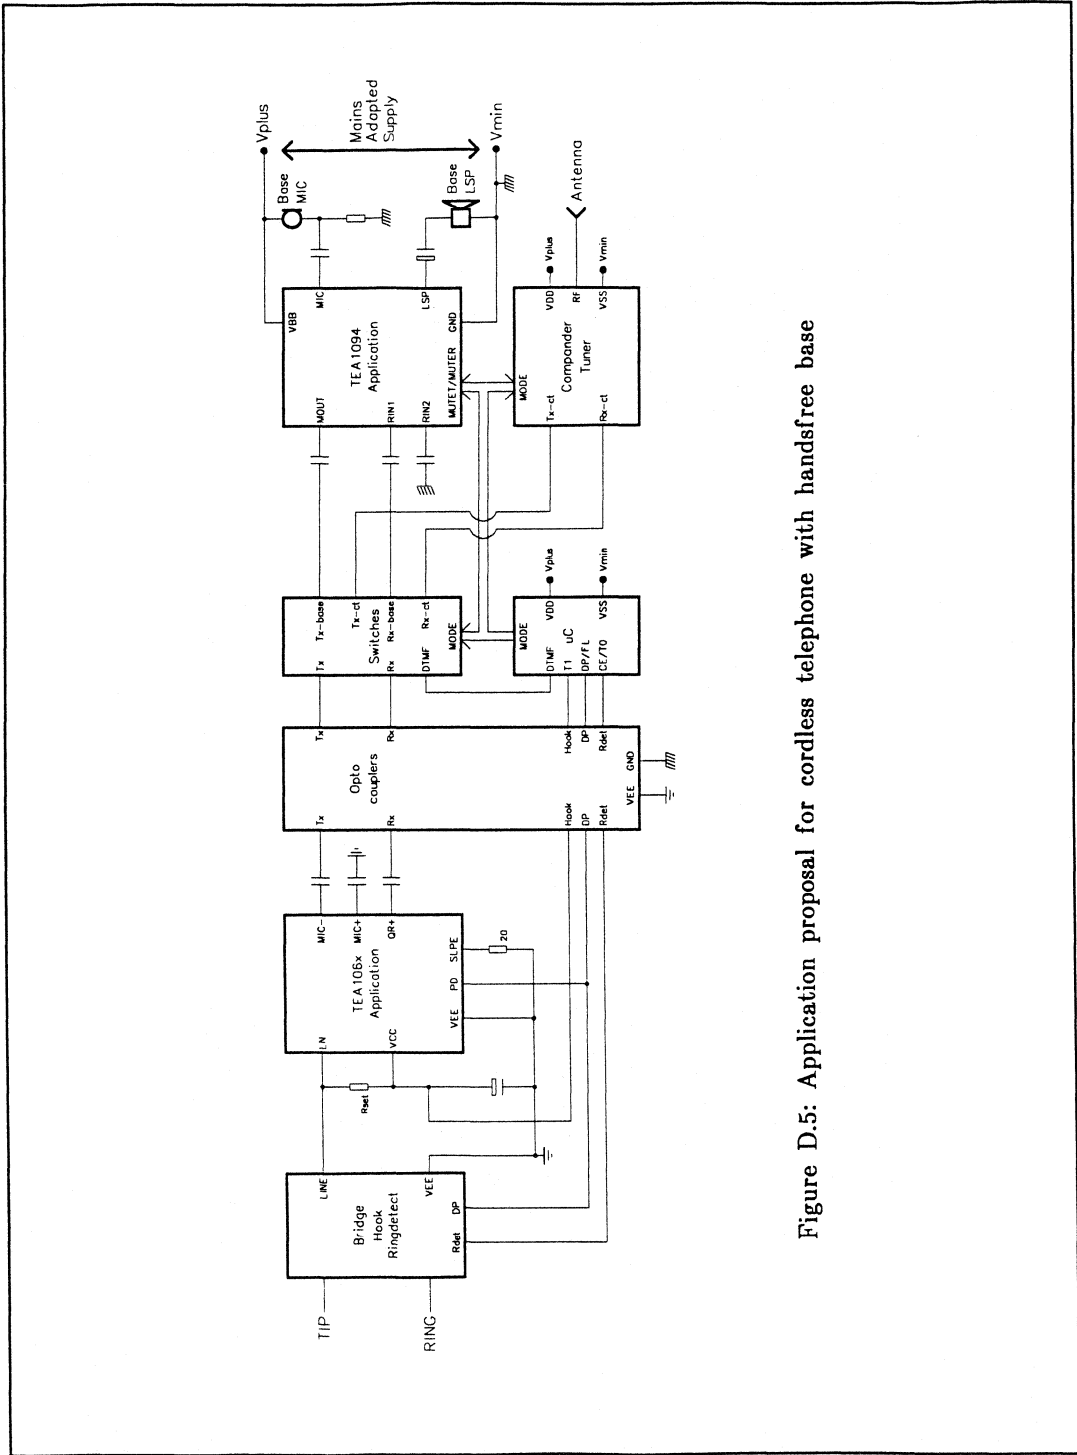 TIP
RING
Bridge
Hook
Ringdetect
LINE
VEE
Rdet
DP
Rset
LN
VCC
TEA106x
Application
VEE
PD
SLPE
20
MIC-
MIC+
QR+
Opto
couplers
Tx
Rx
Tx
Rx
Hook
DP
Rdet
Hook
DP
Rdet
VEE
GND
Switches
Tx
Rx
DTMF
Tx-base
Tx-ct
Rx-base
Rx-ct
MODE
uC
DTMF
T1
DP/FL
CE/T0
MODE
VDD
VSS
Vplus
Vmin
TEA1094
Application
MOUT
RIN1
RIN2
MUTET/MUTER
VBB
MIC
LSP
GND
Compander
Tuner
MODE
Tx-ct
Rx-ct
VDD
RF
VSS
Vplus
Vmin
Antenna
Base
MIC
Base
LSP
Vplus
Mains
Adapted
Supply
Vmin
Figure D.5: Application proposal for cordless telephone with handsfree base